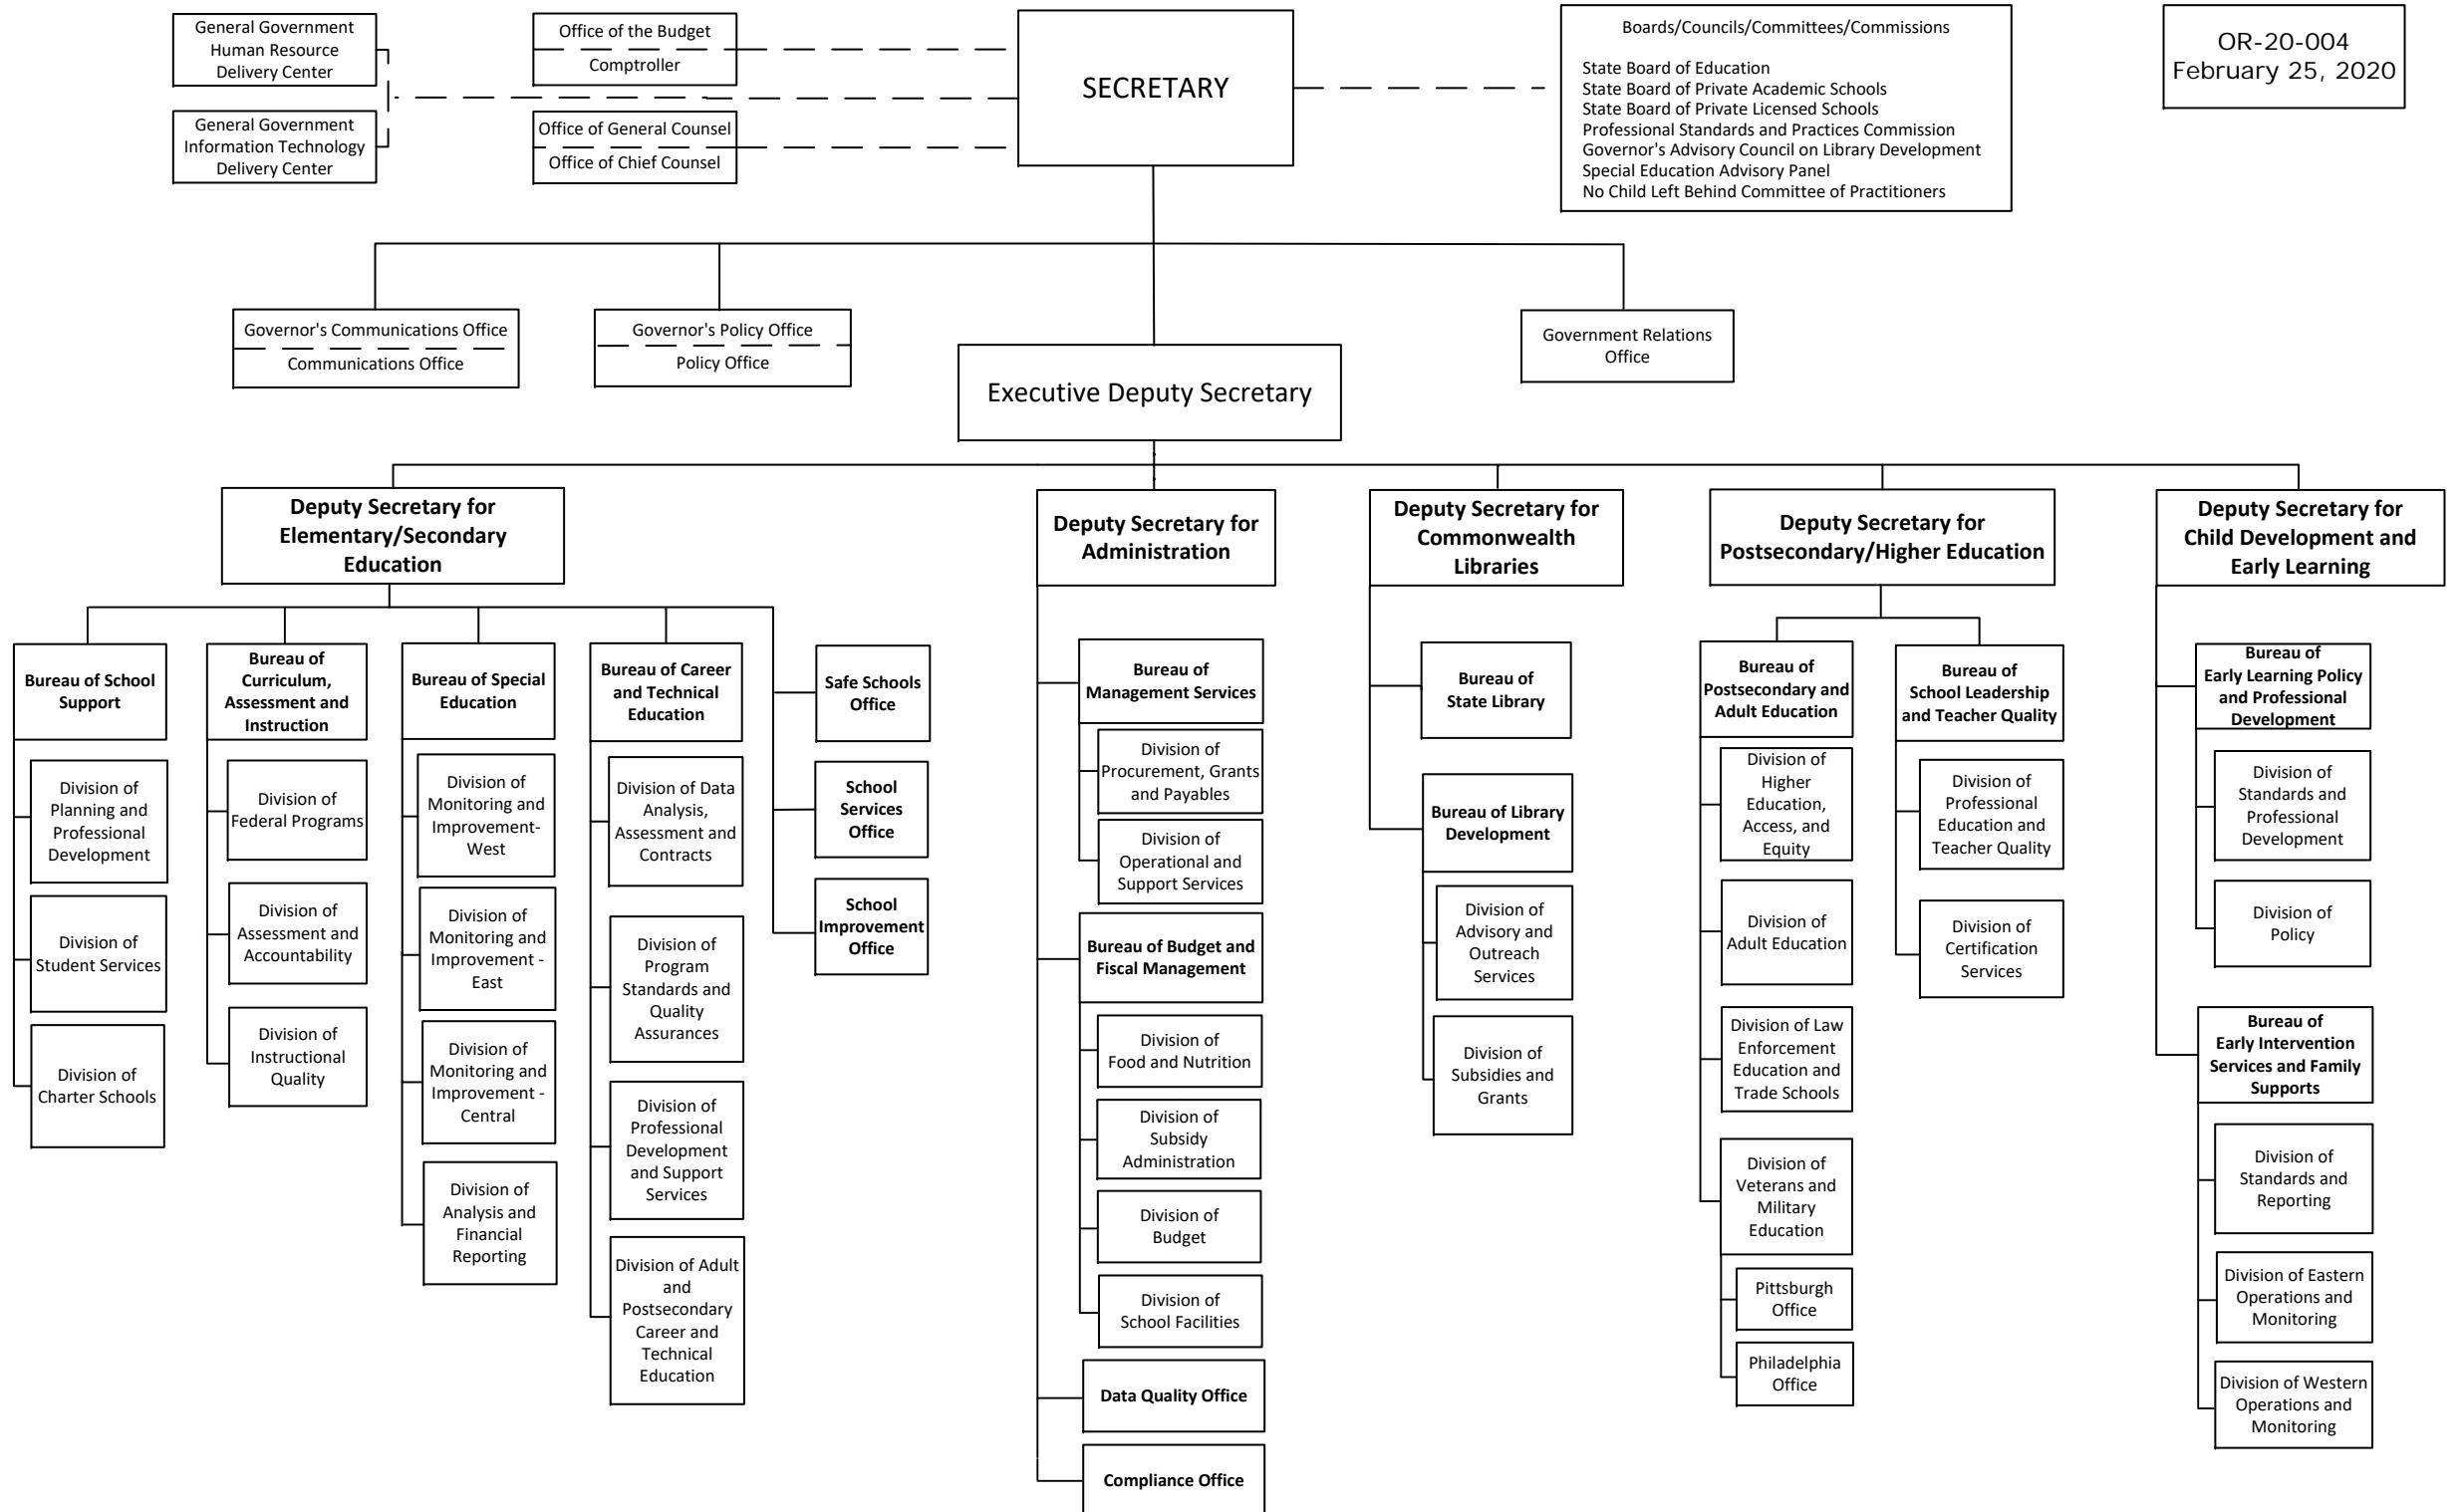 General Government
Human Resource
Delivery Center
General Government
Information Technology
Delivery Center
Office of the Budget
Comptroller
Office of General Counsel
Office of Chief Counsel
SECRETARY
Boards/Councils/Committees/Commissions
State Board of Education
State Board of Private Academic Schools
State Board of Private Licensed Schools
Professional Standards and Practices Commission
Governor's Advisory Council on Library Development
Special Education Advisory Panel
No Child Left Behind Committee of Practitioners
OR-20-004
February 25, 2020
Governor's Communications Office
Communications Office
Governor's Policy Office
Policy Office
Government Relations
Office
Executive Deputy Secretary
Deputy Secretary for
Elementary/Secondary
Education
Deputy Secretary for
Administration
Deputy Secretary for
Commonwealth
Libraries
Deputy Secretary for
Postsecondary/Higher Education
Deputy Secretary for
Child Development and
Early Learning
Bureau of School
Support
Division of
Planning and
Professional
Development
Division of
Student Services
Division of
Charter Schools
Bureau of
Curriculum,
Assessment and
Instruction
Division of
Federal Programs
Division of
Assessment and
Accountability
Division of
Instructional
Quality
Bureau of Special
Education
Division of
Monitoring and
Improvement-
West
Division of
Monitoring and
Improvement -
East
Division of
Monitoring and
Improvement -
Central
Division of
Analysis and
Financial
Reporting
Bureau of Career
and Technical
Education
Division of Data
Analysis,
Assessment and
Contracts
Division of
Program
Standards and
Quality
Assurances
Division of
Professional
Development
and Support
Services
Division of Adult
and
Postsecondary
Career and
Technical
Education
Safe Schools
Office
School
Services
Office
School
Improvement
Office
Bureau of
Management Services
Division of
Procurement, Grants
and Payables
Division of
Operational and
Support Services
Bureau of Budget and
Fiscal Management
Division of
Food and Nutrition
Division of
Subsidy
Administration
Division of
Budget
Division of
School Facilities
Data Quality Office
Compliance Office
Bureau of
State Library
Bureau of Library
Development
Division of
Advisory and
Outreach
Services
Division of
Subsidies and
Grants
Bureau of
Postsecondary and
Adult Education
Division of
Higher
Education,
Access, and
Equity
Division of
Adult Education
Division of Law
Enforcement
Education and
Trade Schools
Division of
Veterans and
Military
Education
Pittsburgh
Office
Philadelphia
Office
Bureau of
School Leadership
and Teacher Quality
Division of
Professional
Education and
Teacher Quality
Division of
Certification
Services
Bureau of
Early Learning Policy
and Professional
Development
Division of
Standards and
Professional
Development
Division of
Policy
Bureau of
Early Intervention
Services and Family
Supports
Division of
Standards and
Reporting
Division of Eastern
Operations and
Monitoring
Division of Western
Operations and
Monitoring